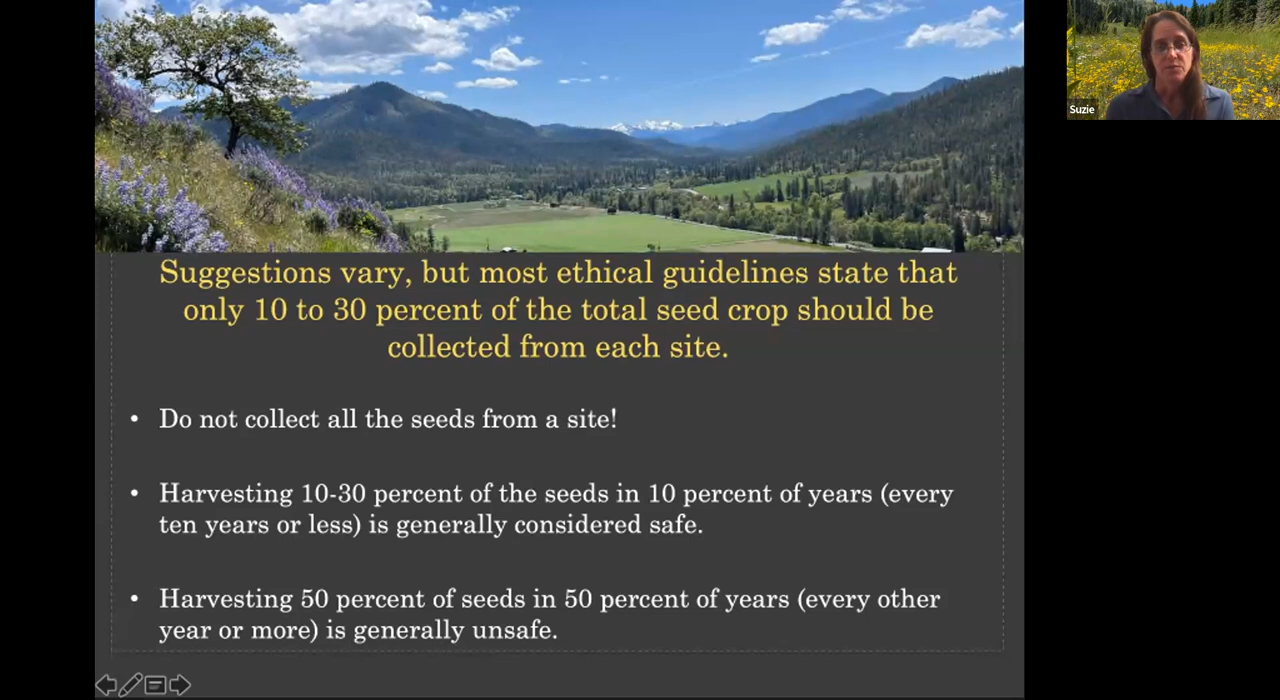 Suzie
Suggestions vary, but most ethical guidelines state that
only 10 to 30 percent of the total seed crop should be
collected from each site.
• Do not collect all the seeds from a site!
• Harvesting 10-30 percent of the seeds in 10 percent of years (every
ten years or less) is generally considered safe.
• Harvesting 50 percent of seeds in 50 percent of years (every other
year or more) is generally unsafe.